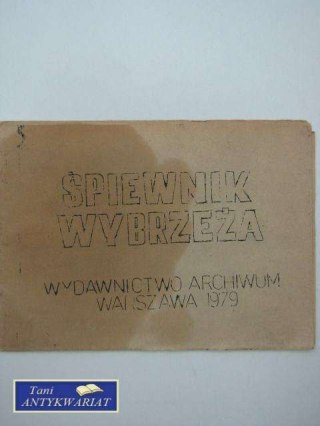 ŚPIEWNIK
WYBRZEŻA
WYDAWNICTWO ARCHIWUM
WARSZAWA 1979
Tani
ANTYKWARIAT